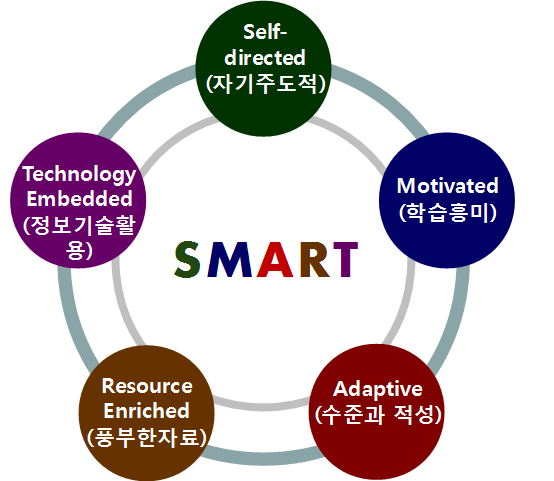 Self-
directed
(자기주도적)
Motivated
(학습흥미)
Adaptive
(수준과 적성)
Resource
Enriched
(풍부한자료)
Technology
Embedded
(정보기술활
용)
SMART